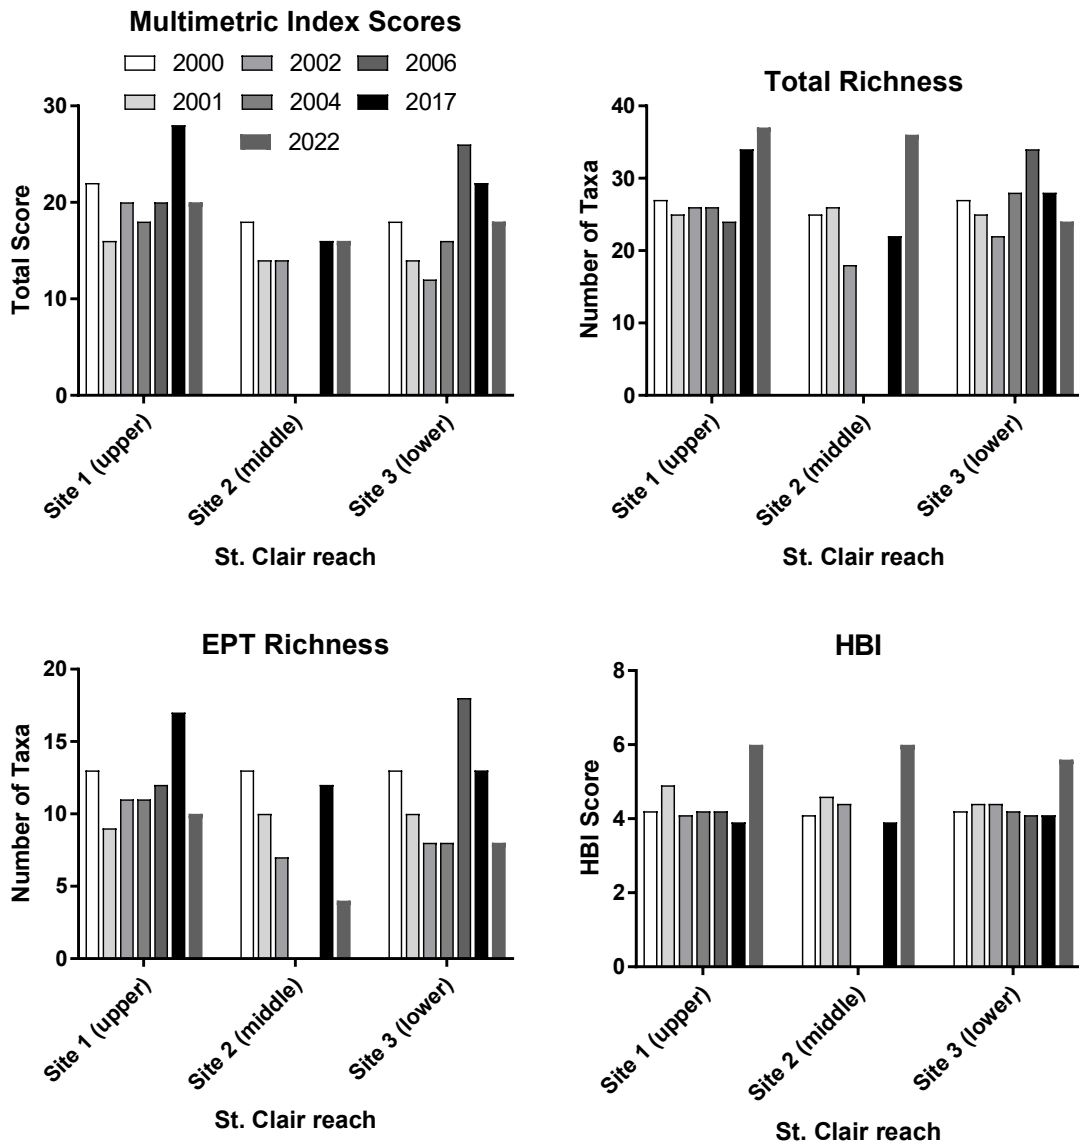 Multimetric Index Scores
2000 2002 2006
2001 2004 2017
2022
30
20
10
0
Total Score
Site 1 (upper)
Site 2 (middle)
Site 3 (lower)
St. Clair reach
Total Richness
40
30
20
10
0
Number of Taxa
Site 1 (upper)
Site 2 (middle)
Site 3 (lower)
St. Clair reach
EPT Richness
20
15
10
5
0
Number of Taxa
Site 1 (upper)
Site 2 (middle)
Site 3 (lower)
St. Clair reach
HBI
8
6
4
2
0
HBI Score
Site 1 (upper)
Site 2 (middle)
Site 3 (lower)
St. Clair reach